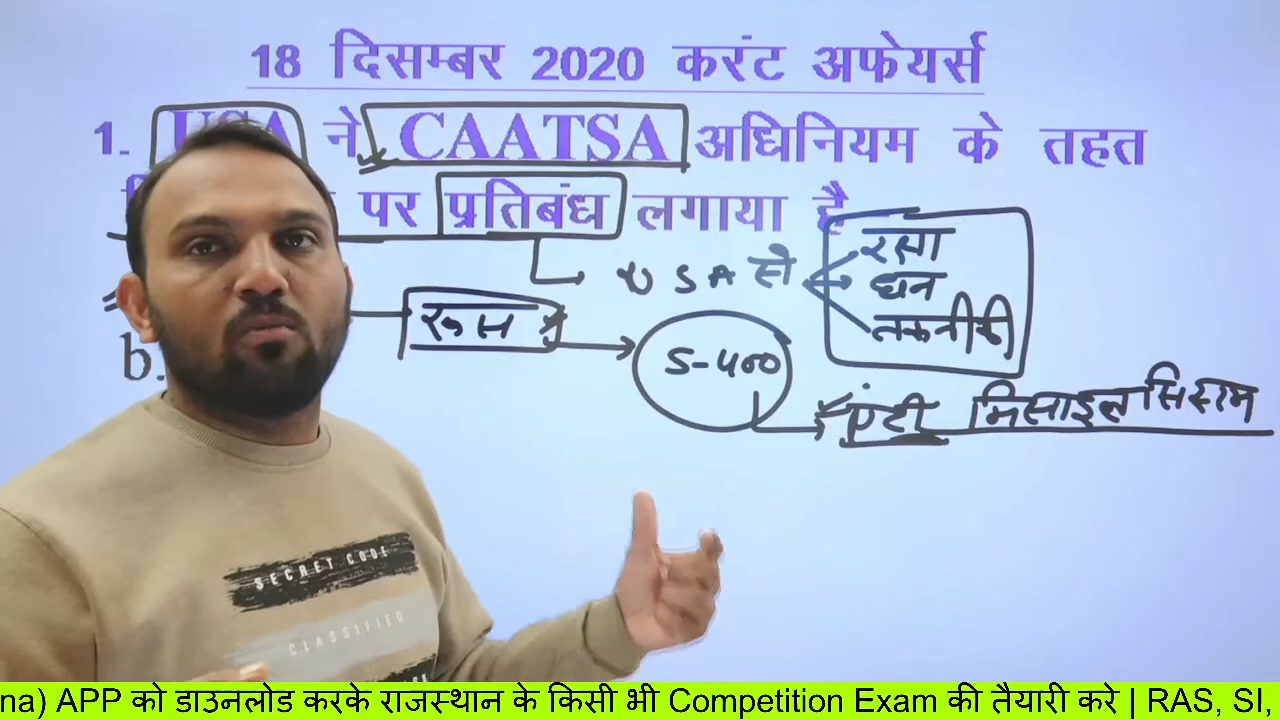 18 दिसम्बर 2020 करंट अफेयर्स
1. USA ने CAATSA अधिनियम के तहत
पर प्रतिबंध लगाया है
USA से
रक्षा
धन
तकनीकी
रूस
S-400
एंटी मिसाइल सिस्टम
b.
SECRET CODE
CLASSIFIED
na) APP को डाउनलोड करके राजस्थान के किसी भी Competition Exam की तैयारी करे | RAS, SI,